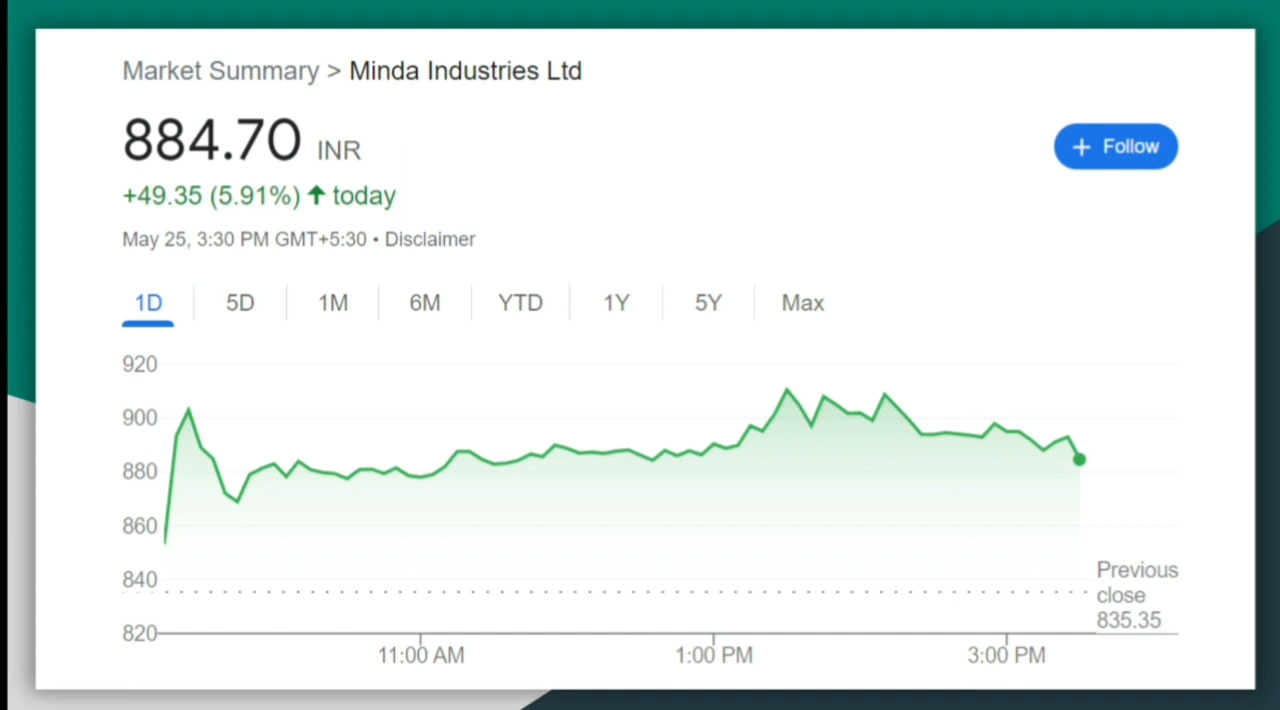 Market Summary > Minda Industries Ltd
884.70 INR
+ Follow
+49.35 (5.91%) ↑ today
May 25, 3:30 PM GMT+5:30 • Disclaimer
1D 5D 1M 6M YTD 1Y 5Y Max
920
900
880
860
840
820
Previous
close
835.35
11:00 AM 1:00 PM 3:00 PM